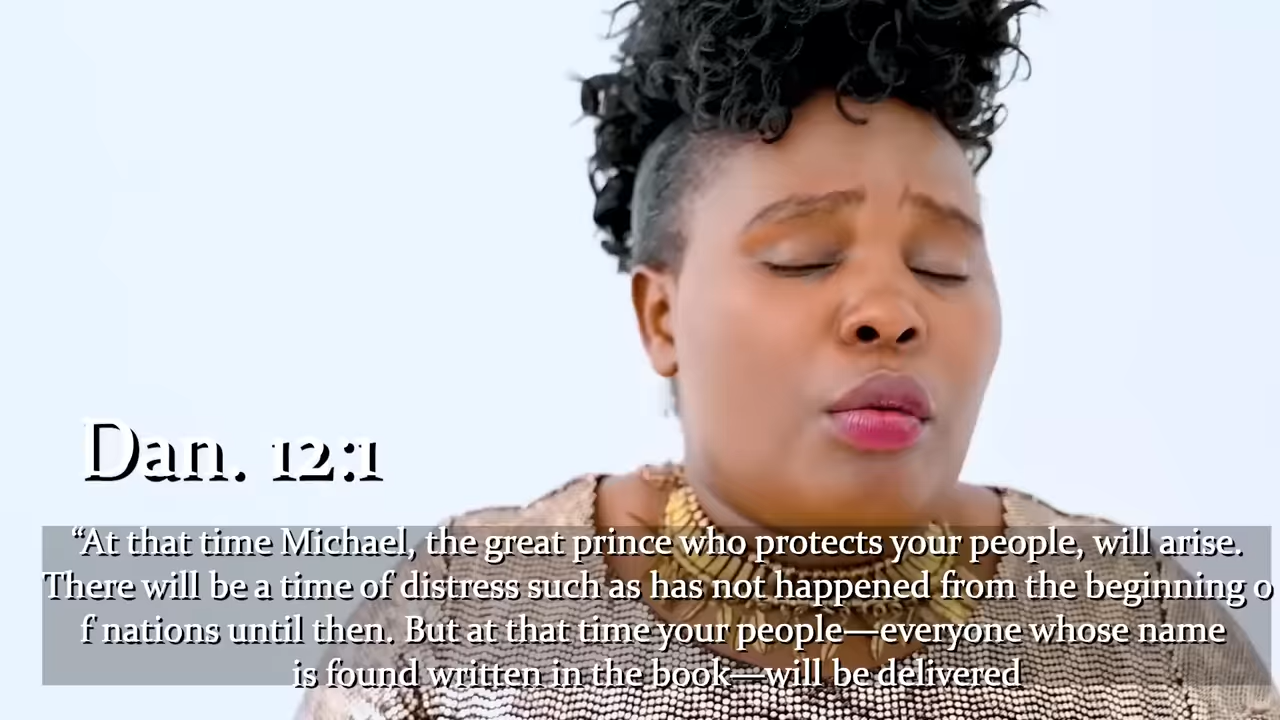 Dan. 12:1
“At that time Michael, the great prince who protects your people, will arise.
There will be a time of distress such as has not happened from the beginning o
f nations until then. But at that time your people—everyone whose name
is found written in the book—will be delivered